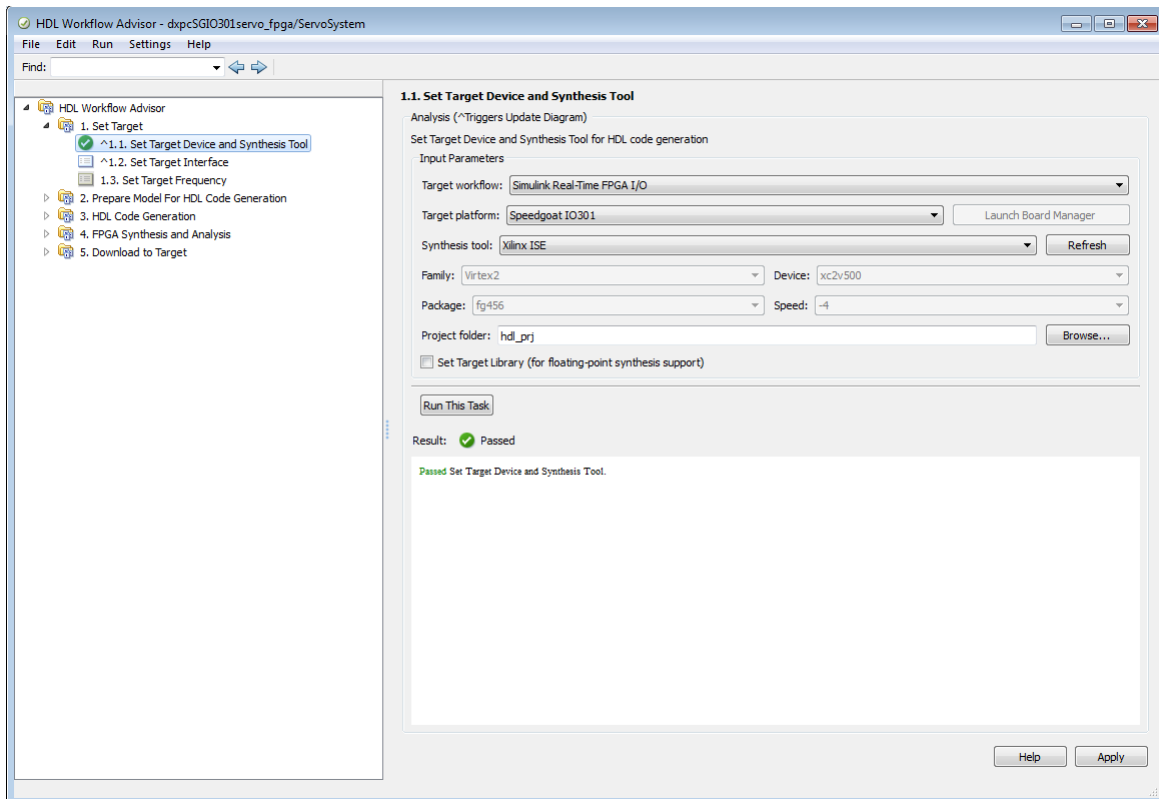 HDL Workflow Advisor - dxpcSGIO301servo_fpga/ServoSystem
File Edit Run Settings Help
Find:
HDL Workflow Advisor
1. Set Target
^1.1. Set Target Device and Synthesis Tool
^1.2. Set Target Interface
1.3. Set Target Frequency
2. Prepare Model For HDL Code Generation
3. HDL Code Generation
4. FPGA Synthesis and Analysis
5. Download to Target
1.1. Set Target Device and Synthesis Tool
Analysis (^Triggers Update Diagram)
Set Target Device and Synthesis Tool for HDL code generation
Input Parameters
Target workflow: Simulink Real-Time FPGA I/O
Target platform: Speedgoat IO301 Launch Board Manager
Synthesis tool: Xilinx ISE Refresh
Family: Virtex2 Device: xc2v500
Package: fg456 Speed: -4
Project folder: hdl_prj Browse...
Set Target Library (for floating-point synthesis support)
Run This Task
Result: Passed
Passed Set Target Device and Synthesis Tool.
Help Apply